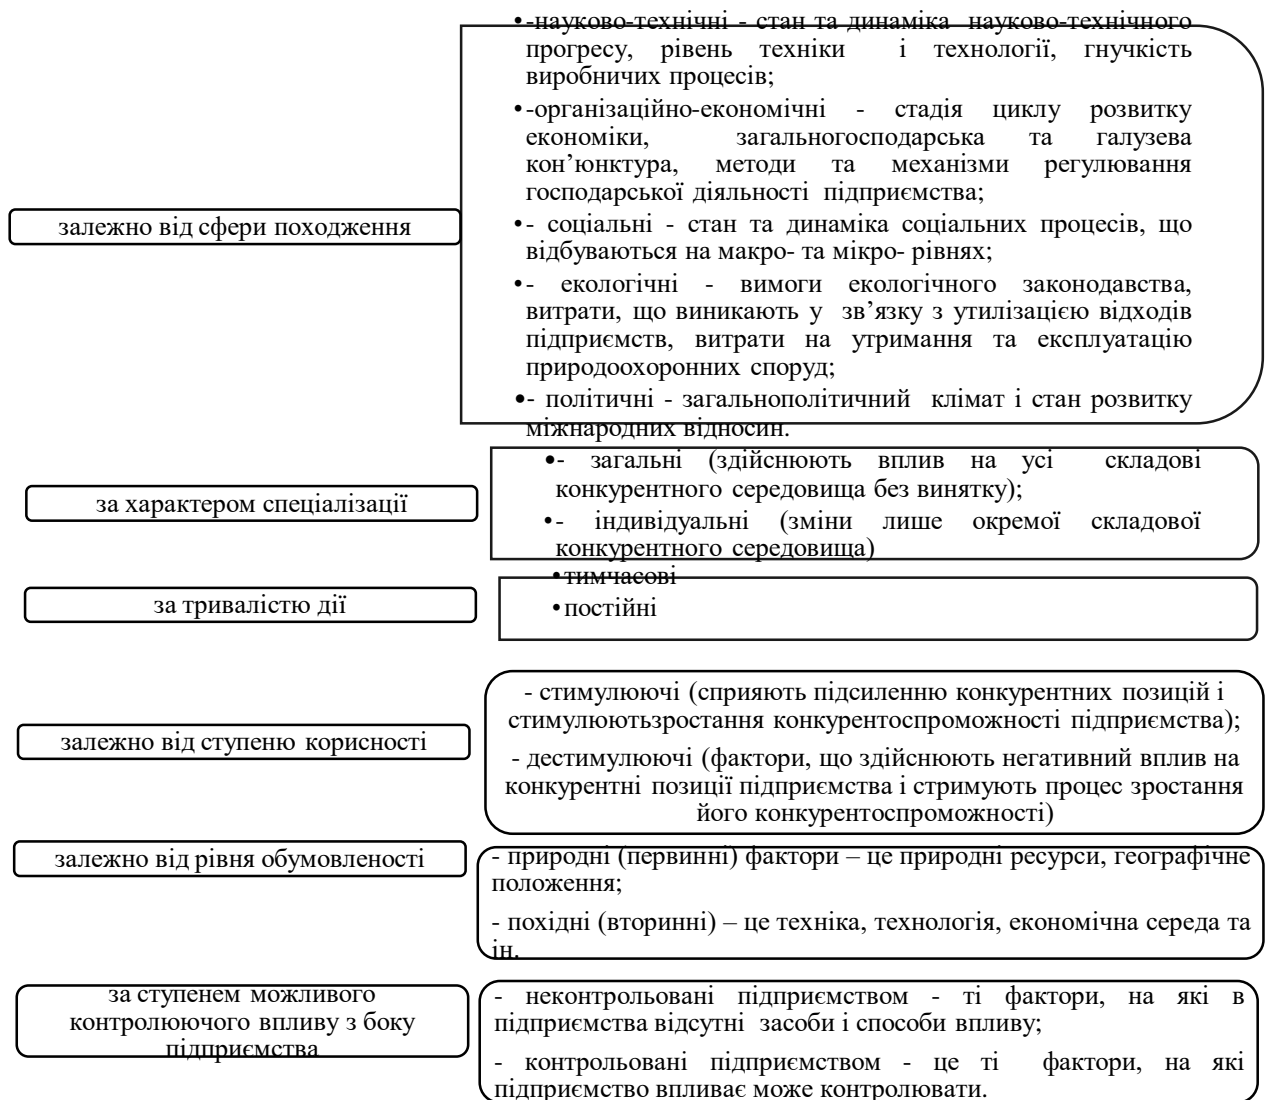 •-науково-технічні - стан та динаміка науково-технічного
прогресу, рівень техніки і технології, гнучкість
виробничих процесів;
•-організаційно-економічні - стадія циклу розвитку
економіки, загальногосподарська та галузева
кон’юнктура, методи та механізми регулювання
господарської діяльності підприємства;
залежно від сфери походження
•- соціальні - стан та динаміка соціальних процесів, що
відбуваються на макро- та мікро- рівнях;
•- екологічні - вимоги екологічного законодавства,
витрати, що виникають у зв’язку з утилізацією відходів
підприємств, витрати на утримання та експлуатацію
природоохоронних споруд;
•- політичні - загальнополітичний клімат і стан розвитку
міжнародних відносин.
за характером спеціалізації
•- загальні (здійснюють вплив на усі складові
конкурентного середовища без винятку);
•- індивідуальні (зміни лише окремої складової
конкурентного середовища)
за тривалістю дії
•тимчасові
•постійні
залежно від ступеню корисності
- стимулюючі (сприяють підсиленню конкурентних позицій і
стимулюютьзростання конкурентоспроможності підприємства);
- дестимулюючі (фактори, що здійснюють негативний вплив на
конкурентні позиції підприємства і стримують процес зростання
його конкурентоспроможності)
залежно від рівня обумовленості
- природні (первинні) фактори – це природні ресурси, географічне
положення;
- похідні (вторинні) – це техніка, технологія, економічна середа та
ін.
за ступенем можливого
контролюючого впливу з боку
підприємства
- неконтрольовані підприємством - ті фактори, на які в
підприємства відсутні засоби і способи впливу;
- контрольовані підприємством - це ті фактори, на які
підприємство впливає може контролювати.